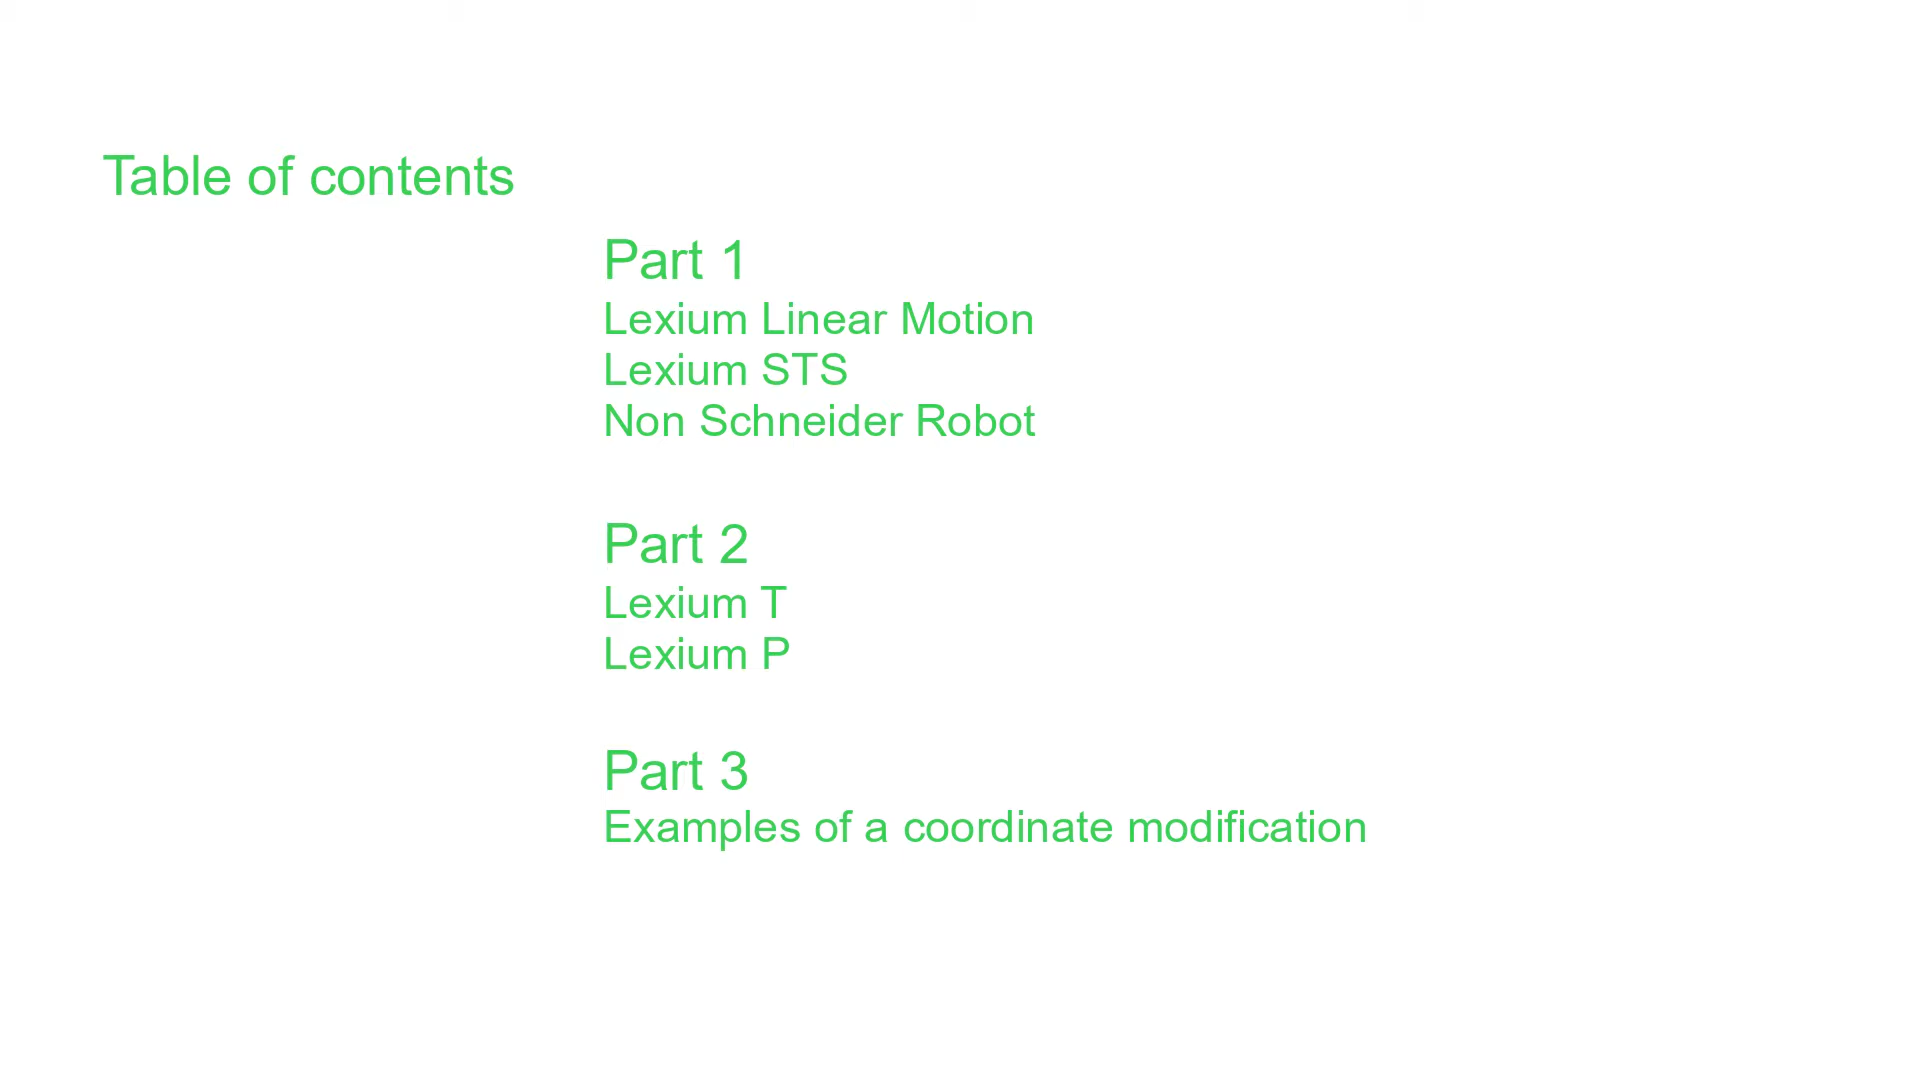 Table of contents
Part 1
Lexium Linear Motion
Lexium STS
Non Schneider Robot
Part 2
Lexium T
Lexium P
Part 3
Examples of a coordinate modification